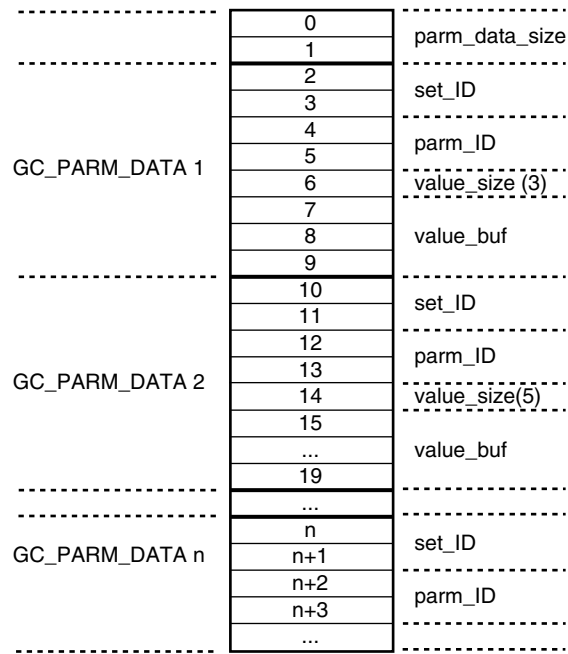 0
parm_data_size
1
2
set_ID
3
4
parm_ID
5
GC_PARM_DATA 1
6
value_size (3)
7
8
value_buf
9
10
set_ID
11
12
parm_ID
13
GC_PARM_DATA 2
14
value_size(5)
15
...
value_buf
19
...
n
set_ID
GC_PARM_DATA n
n+1
n+2
parm_ID
n+3
...